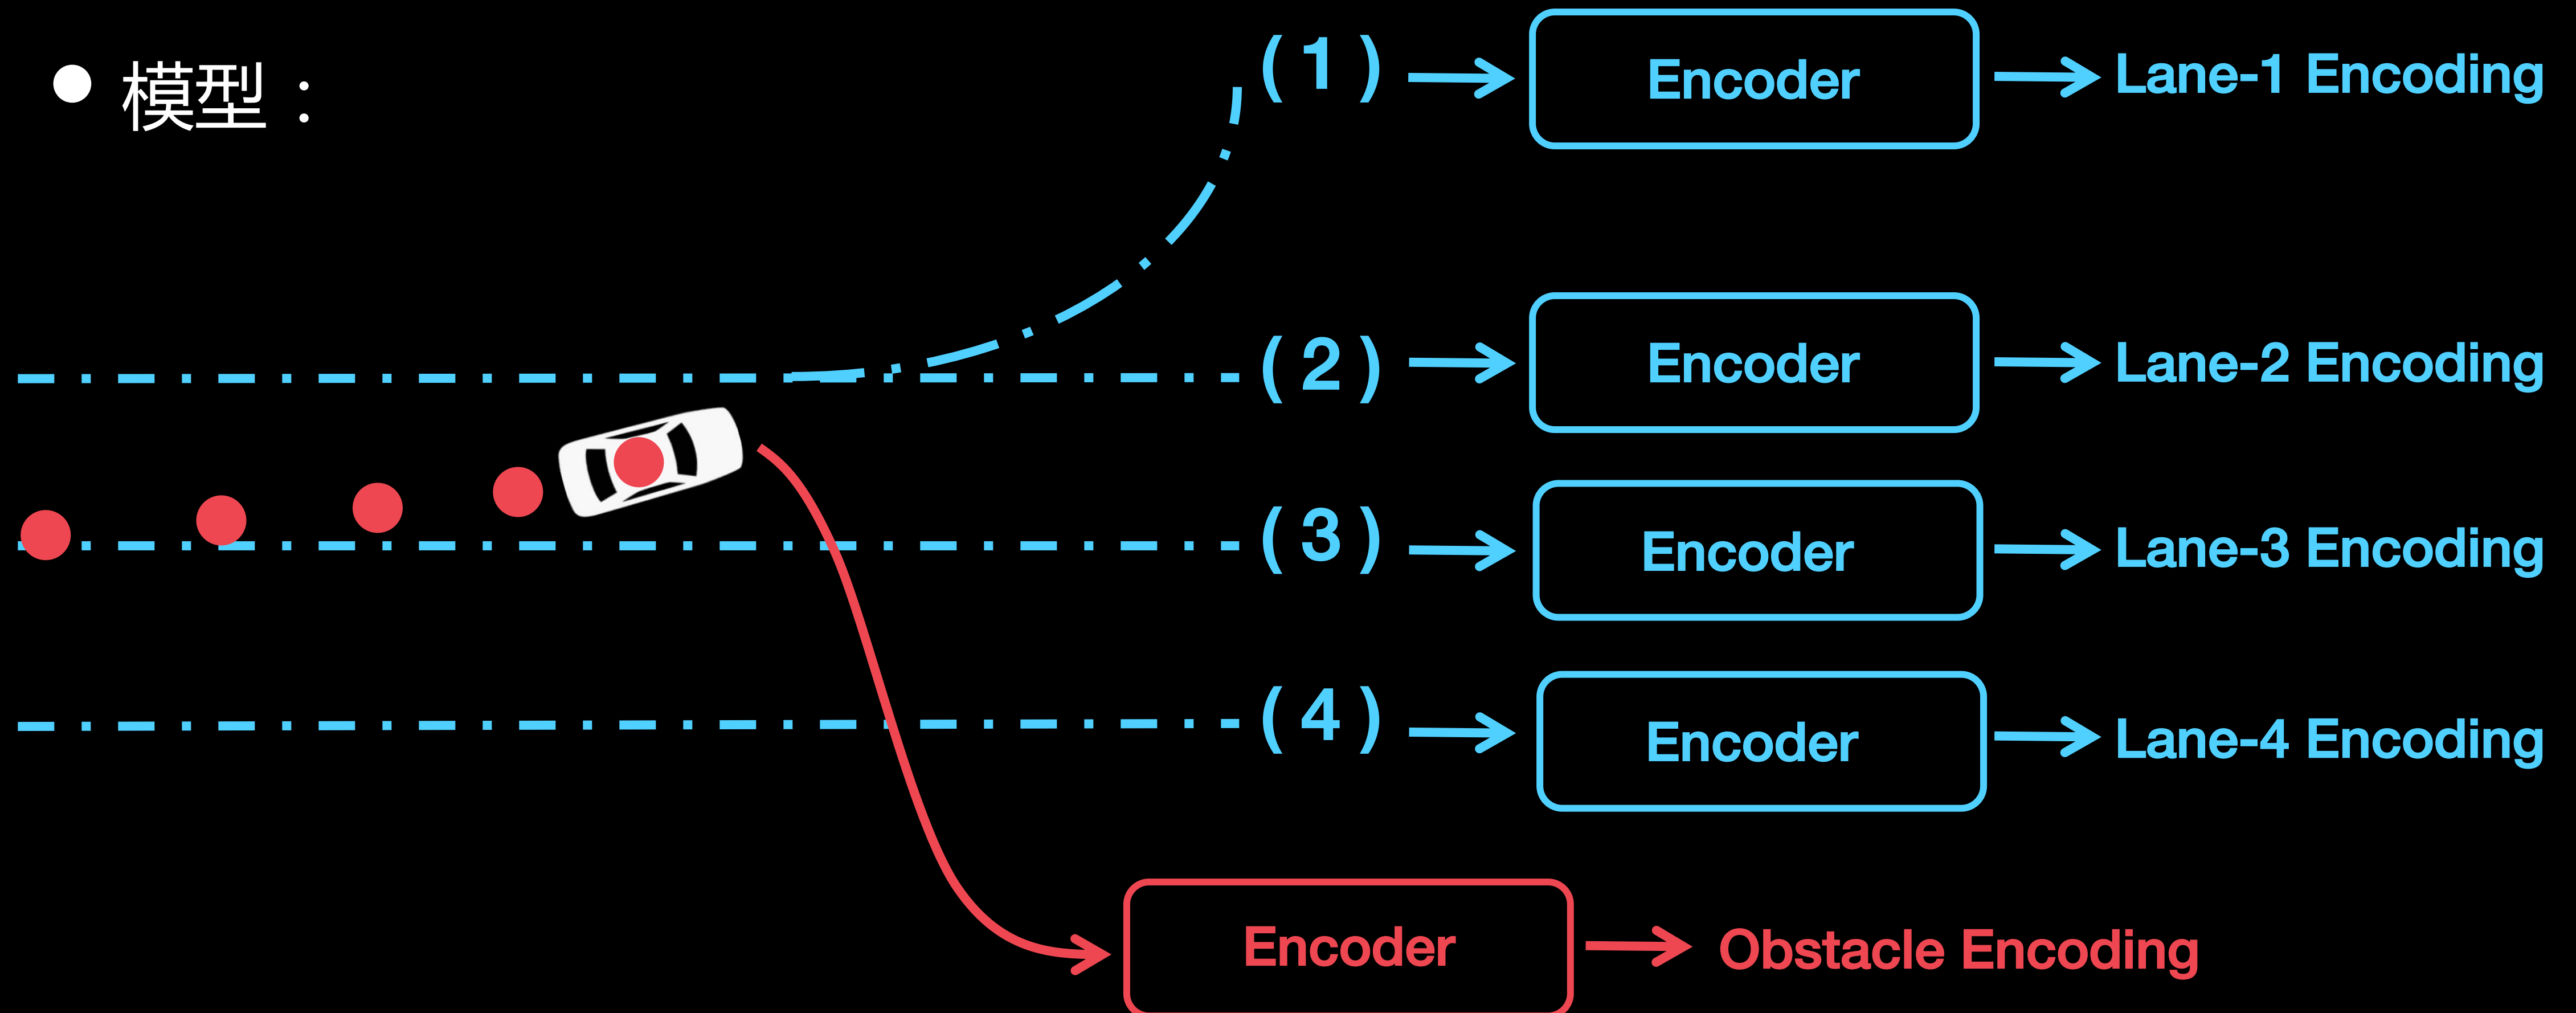 模型：
(1) Encoder Lane-1 Encoding
(2) Encoder Lane-2 Encoding
(3) Encoder Lane-3 Encoding
(4) Encoder Lane-4 Encoding
Encoder Obstacle Encoding